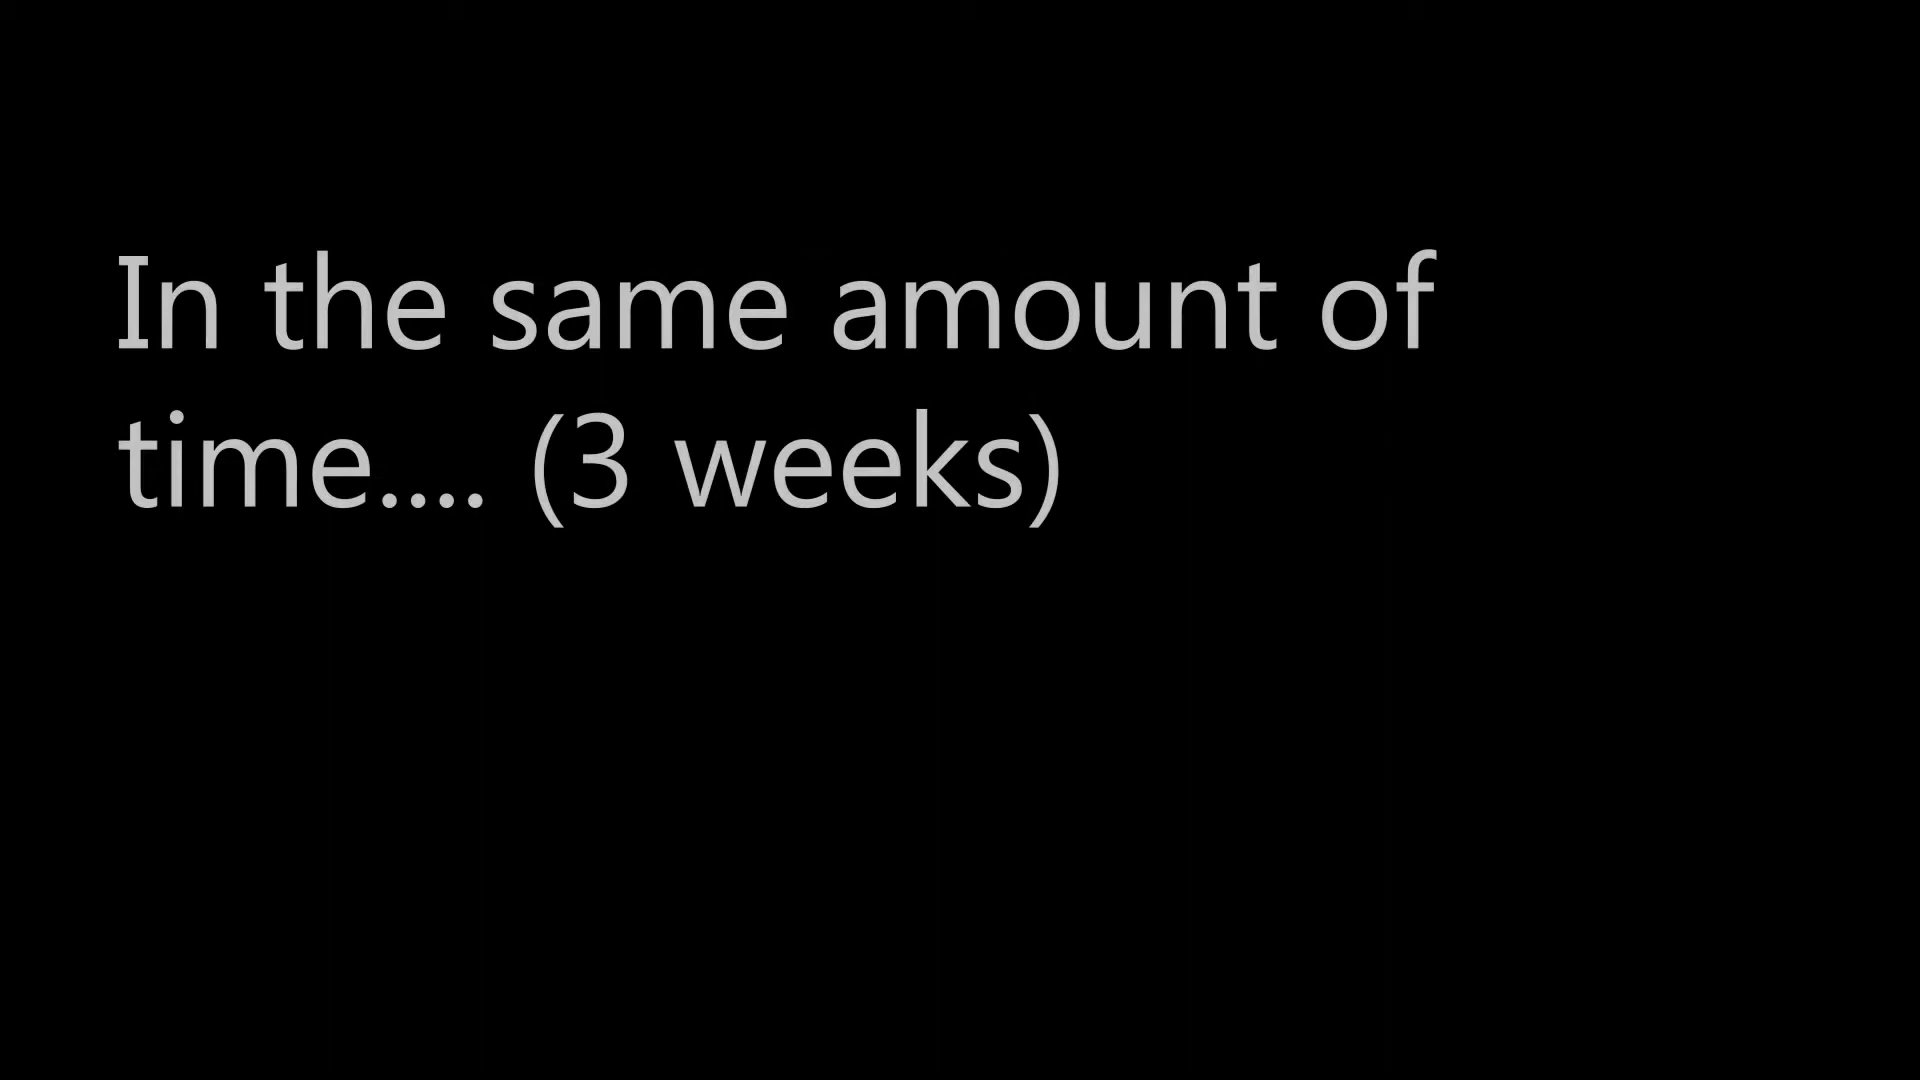 In the same amount of
time.... (3 weeks)